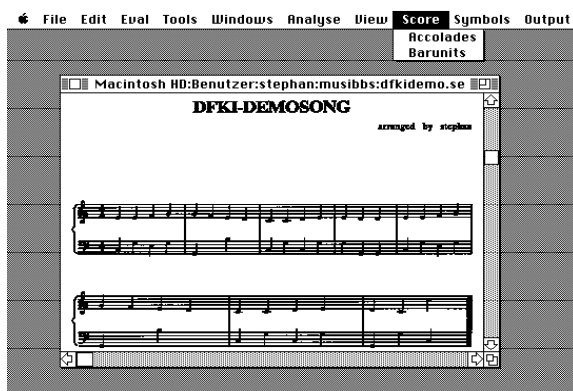 File Edit Eval Tools Windows Analyse View Score Symbols Output
Accolades
Barunits
Macintosh HD:Benutzer:stephan:musibbs:dfkidemo.se
DFKI-DEMOSONG
arranged by stephan